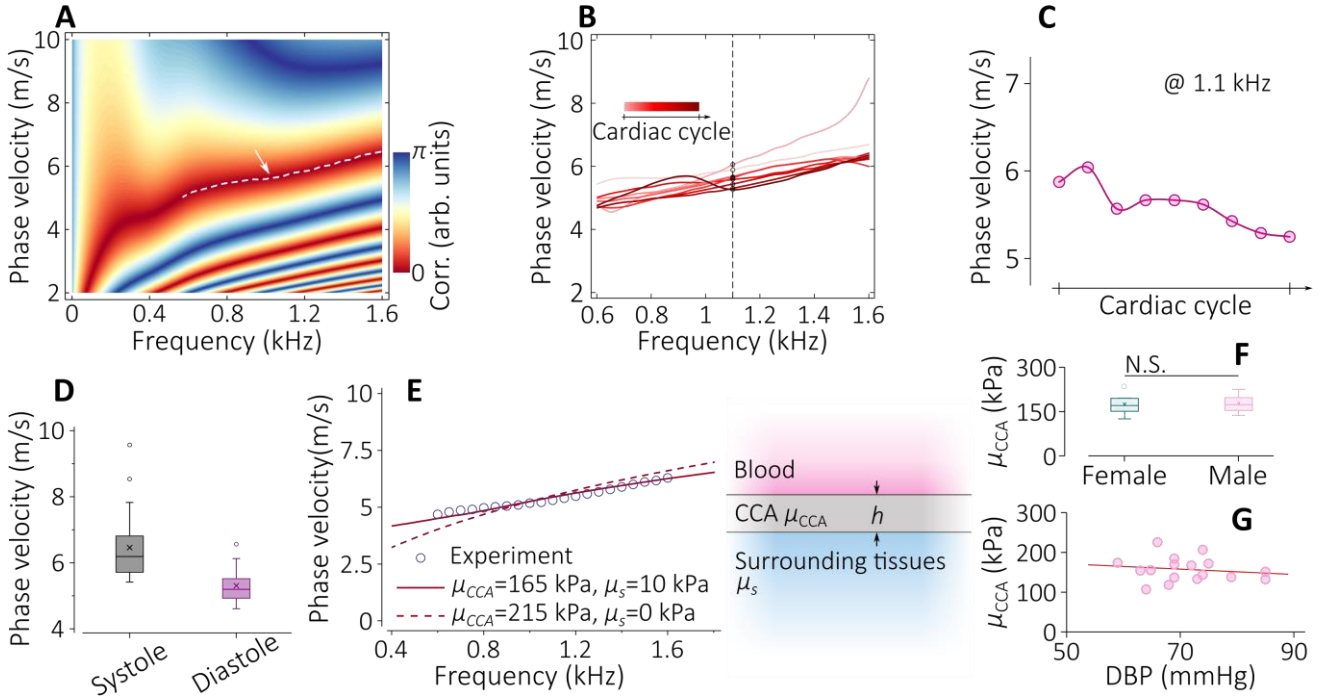 A
Phase velocity (m/s)
10
8
6
4
2
0
0.4
0.8
1.2
1.6
Frequency (kHz)
π
0
Corr. (arb. units)
B
Phase velocity (m/s)
10
8
6
4
2
Cardiac cycle
0.6
0.8
1
1.2
1.4
1.6
Frequency (kHz)
C
Phase velocity (m/s)
7
6
5
@ 1.1 kHz
Cardiac cycle
D
Phase velocity (m/s)
10
8
6
4
Systole
Diastole
E
Phase velocity(m/s)
10
7.5
5
2.5
0
Experiment
μCCA=165 kPa, μs=10 kPa
μCCA=215 kPa, μs=0 kPa
0.4
0.8
1.2
1.6
Frequency (kHz)
Blood
CCA μCCA
h
Surrounding tissues
μs
F
μCCA (kPa)
300
150
0
N.S.
Female
Male
G
μCCA (kPa)
300
200
100
0
50
70
90
DBP (mmHg)